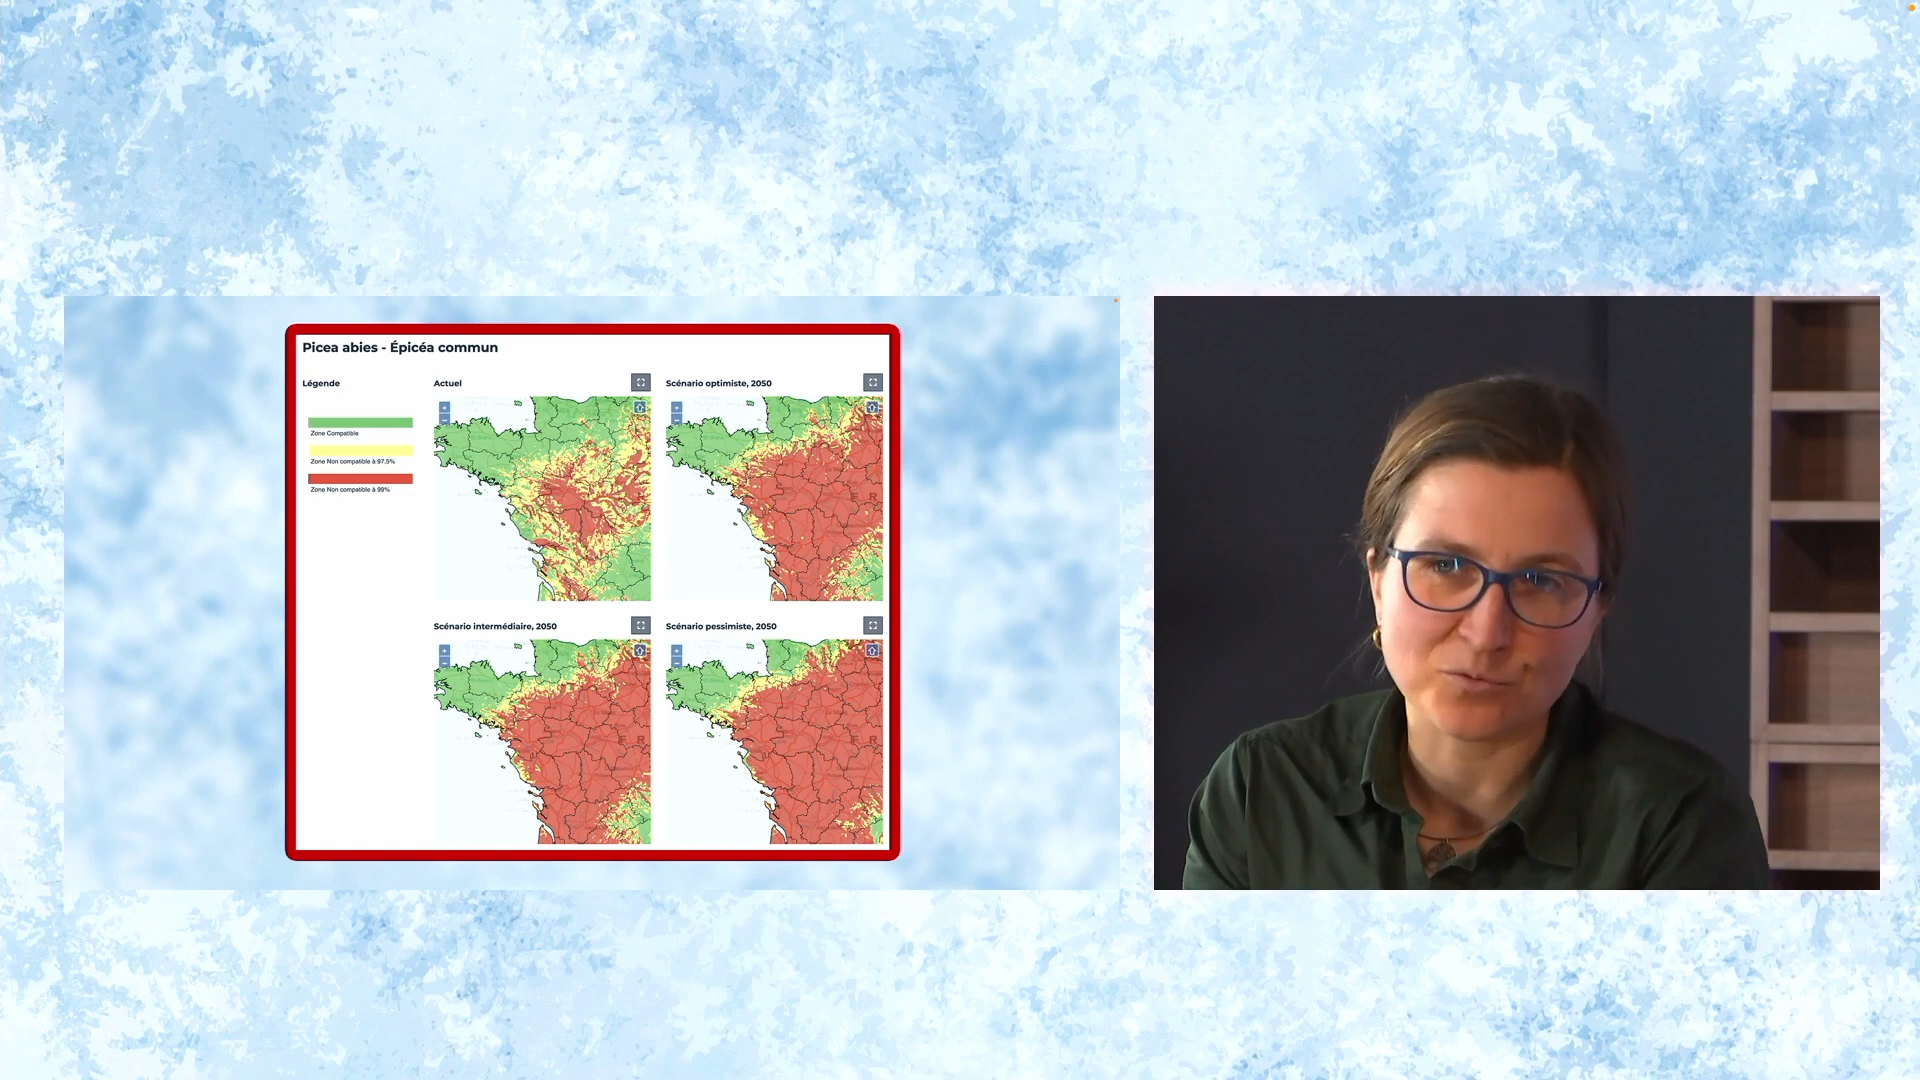 Picea abies - Épicéa commun
Légende
Zone Compatible
Zone Non compatible à 97,5%
Zone Non compatible à 99%
Actuel
Scénario optimiste, 2050
F R
Scénario intermédiaire, 2050
F R
Scénario pessimiste, 2050
F R